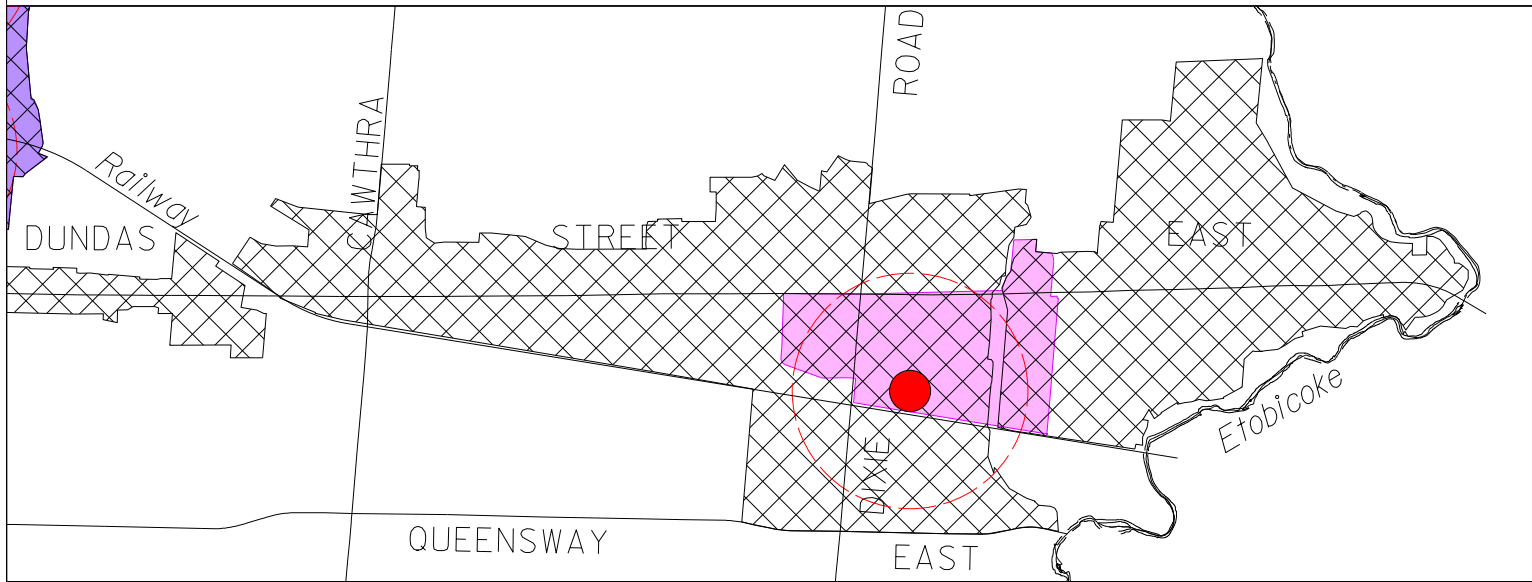 ROAD
CAWTHRA
Railway
DUNDAS STREET EAST
Etobicoke
DIXIE
QUEENSWAY EAST